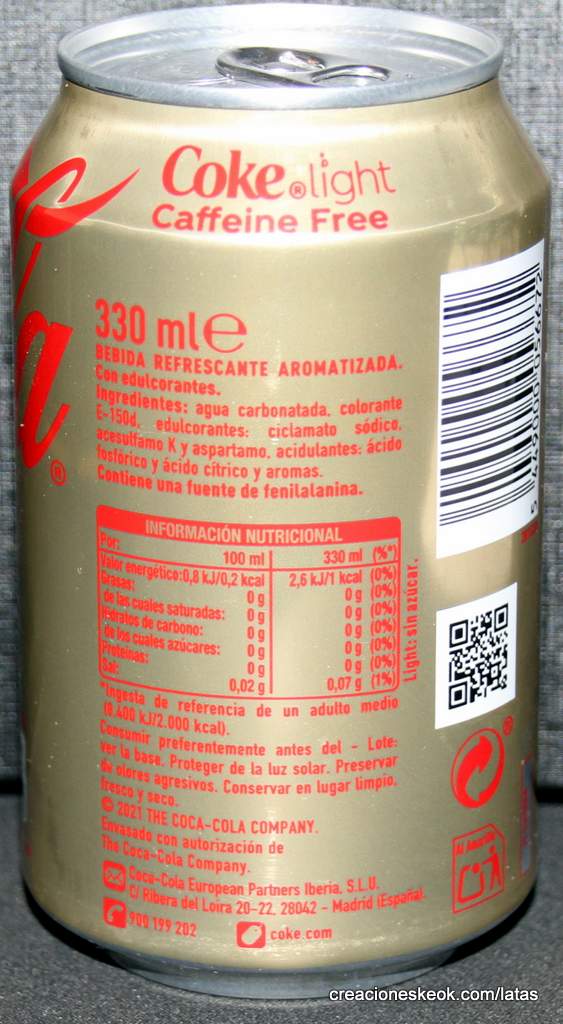 Coke®light
Caffeine Free
330 ml℮
BEBIDA REFRESCANTE AROMATIZADA.
Con edulcorantes.
Ingredientes: agua carbonatada, colorante
E-150d, edulcorantes: ciclamato sódico,
acesulfamo K y aspartamo, acidulantes: ácido
fosfórico y ácido cítrico y aromas.
Contiene una fuente de fenilalanina.
INFORMACIÓN NUTRICIONAL
Por: 100 ml 330 ml (%*)
Valor energético: 0,8 kJ/0,2 kcal 2,6 kJ/1 kcal (0%)
Grasas: 0 g 0 g (0%)
de las cuales saturadas: 0 g 0 g (0%)
Hidratos de carbono: 0 g 0 g (0%)
de los cuales azúcares: 0 g 0 g (0%)
Proteínas: 0 g 0 g (0%)
Sal: 0,02 g 0,07 g (1%)
Light: sin azúcar.
*Ingesta de referencia de un adulto medio
(8.400 kJ/2.000 kcal).
Consumir preferentemente antes del - Lote:
ver la base. Proteger de la luz solar. Preservar
de olores agresivos. Conservar en lugar limpio,
fresco y seco.
© 2021 THE COCA-COLA COMPANY.
Envasado con autorización de
The Coca-Cola Company.
Coca-Cola European Partners Iberia, S.L.U.
C/ Ribera del Loira 20-22, 28042 - Madrid (España).
900 199 202
coke.com
Al Amarillo
creacioneskeok.com/latas